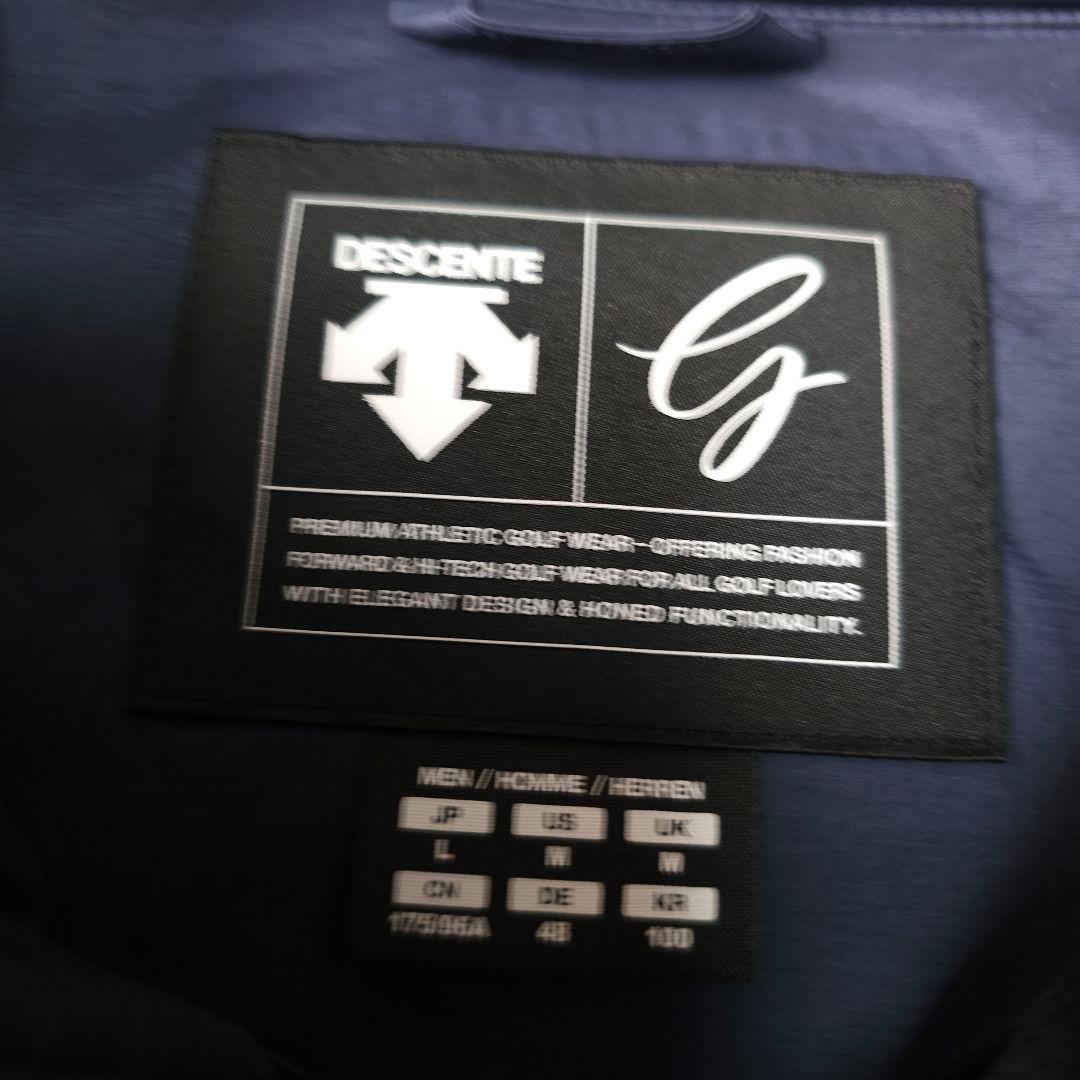 DESCENTE
G
PREMIUM ATHLETIC GOLF WEAR - OFFERING FASHION
FORWARD & HI-TECH GOLF WEAR FOR ALL GOLF LOVERS
WITH ELEGANT DESIGN & HONED FUNCTIONALITY.
MEN // HOMME // HERREN
JP US UK
L M M
CN DE KR
175/96A 48 100